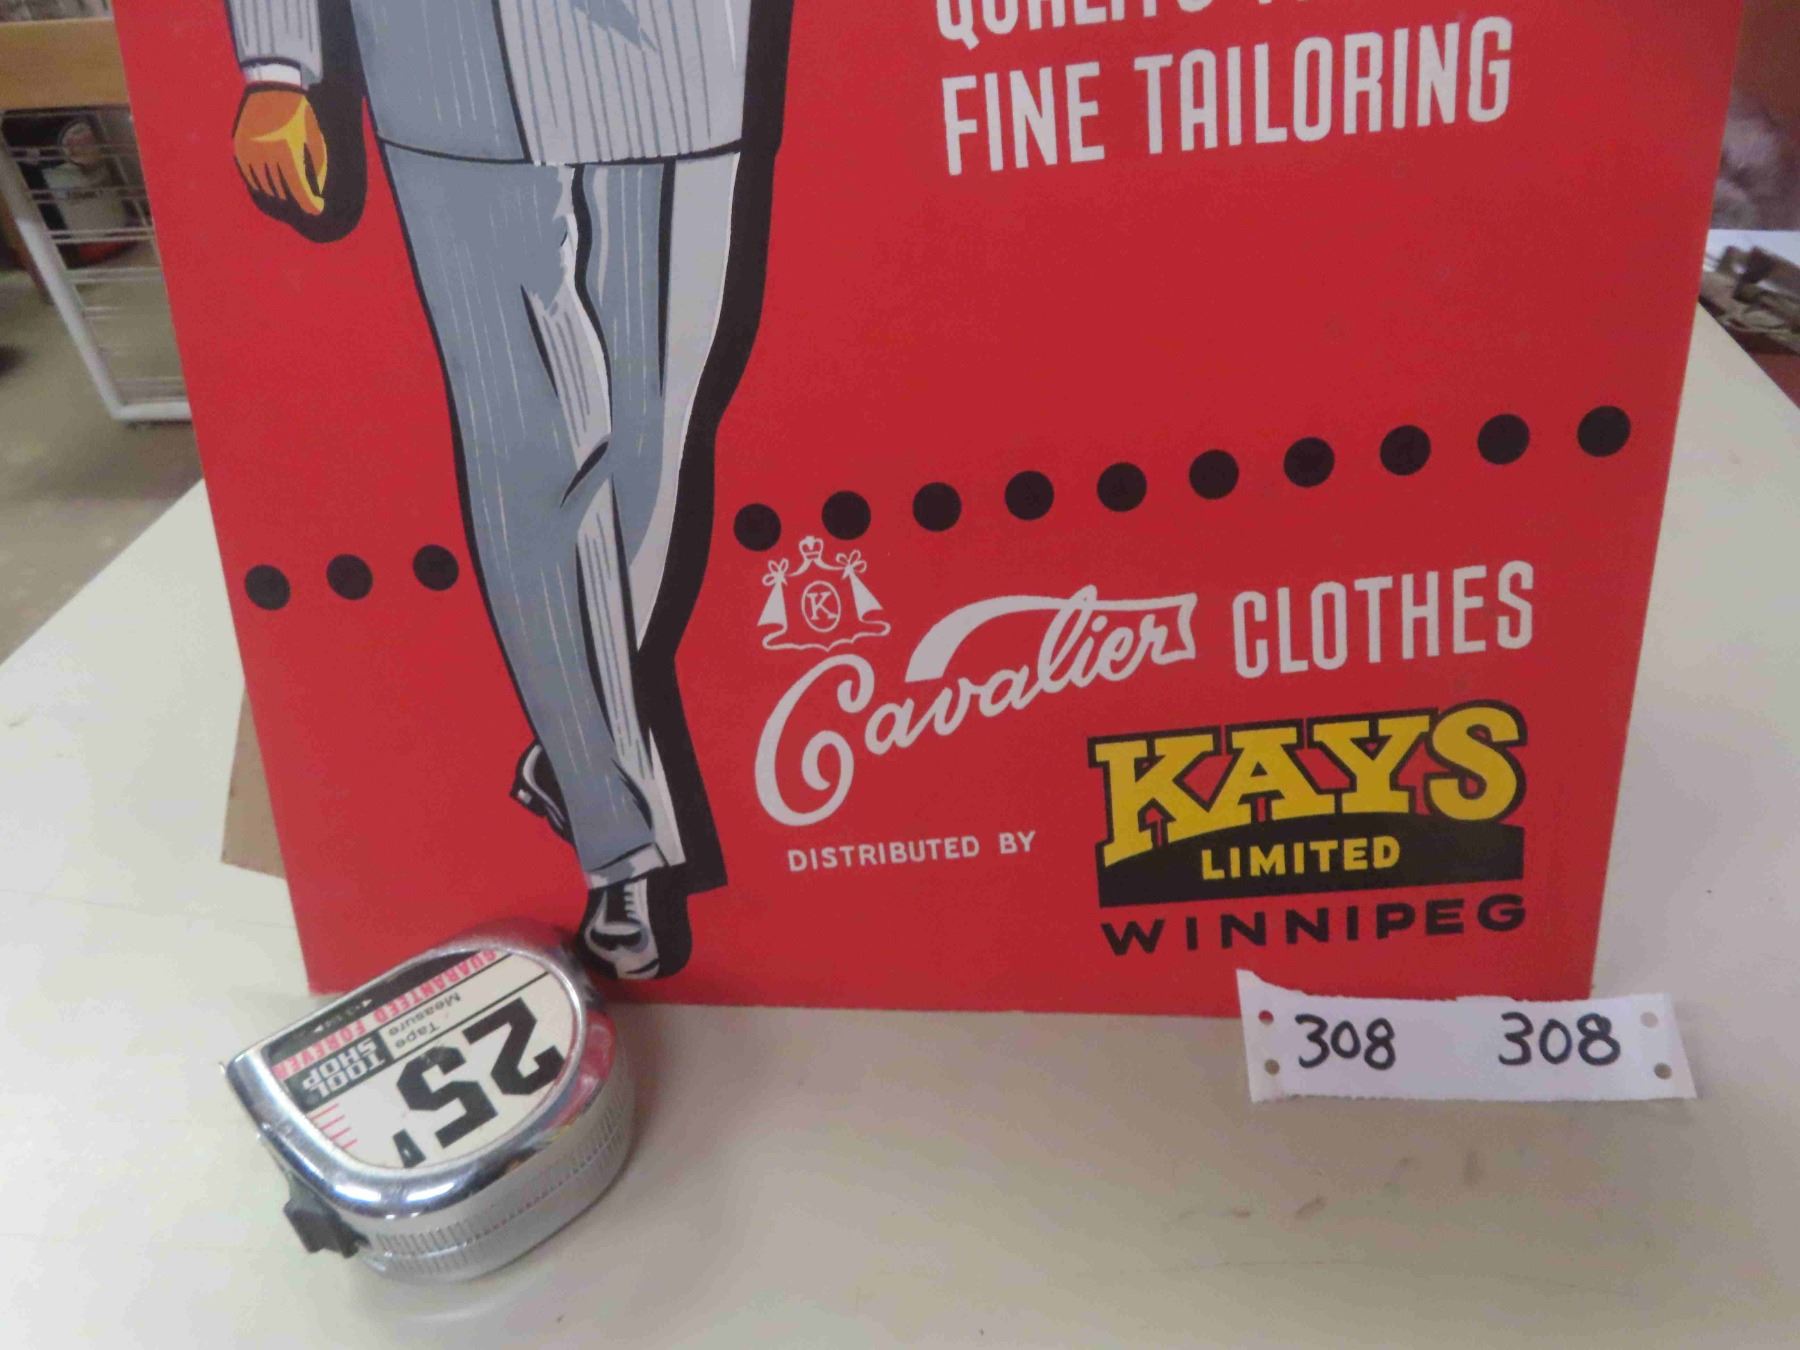 FINE TAILORING
K
Cavalier CLOTHES
DISTRIBUTED BY
KAYS
LIMITED
WINNIPEG
308 308
25'
Tape
Measure
TOOL
SHOP
GUARANTEED FOREVER